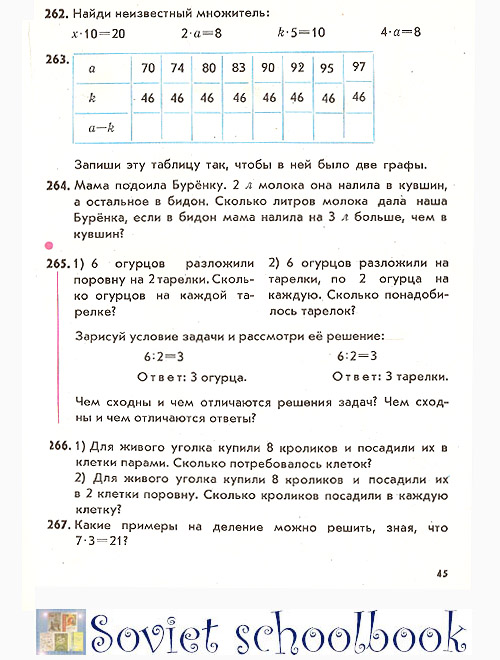 262. Найди неизвестный множитель:
x·10=20 2·a=8 k·5=10 4·a=8
263.
a 70 74 80 83 90 92 95 97
k 46 46 46 46 46 46 46 46
a—k
Запиши эту таблицу так, чтобы в ней было две графы.
264. Мама подоила Бурёнку. 2 л молока она налила в кувшин,
а остальное в бидон. Сколько литров молока дала наша
Бурёнка, если в бидон мама налила на 3 л больше, чем в
кувшин?
265. 1) 6 огурцов разложили
поровну на 2 тарелки. Сколь-
ко огурцов на каждой та-
релке?
2) 6 огурцов разложили на
тарелки, по 2 огурца на
каждую. Сколько понадоби-
лось тарелок?
Зарисуй условие задачи и рассмотри её решение:
6:2=3 6:2=3
Ответ: 3 огурца. Ответ: 3 тарелки.
Чем сходны и чем отличаются решения задач? Чем сход-
ны и чем отличаются ответы?
266. 1) Для живого уголка купили 8 кроликов и посадили их в
клетки парами. Сколько потребовалось клеток?
2) Для живого уголка купили 8 кроликов и посадили их
в 2 клетки поровну. Сколько кроликов посадили в каждую
клетку?
267. Какие примеры на деление можно решить, зная, что
7·3=21?
45
Soviet schoolbook